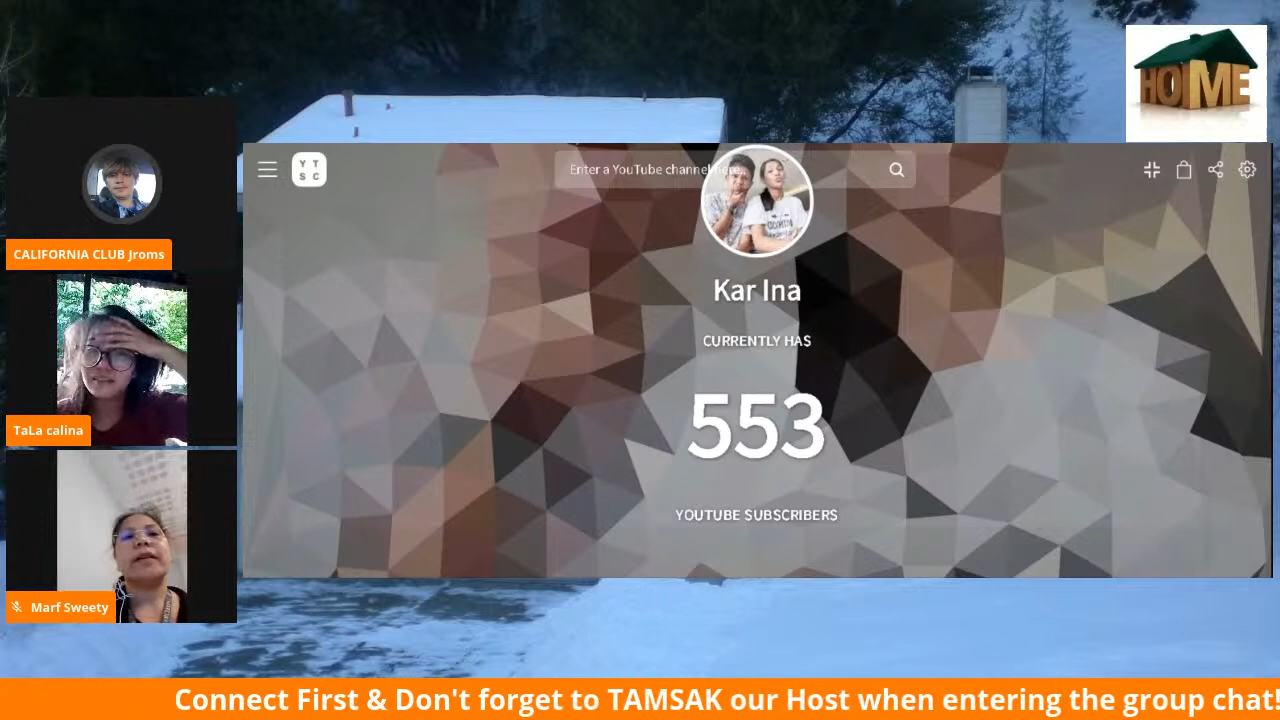 HOME
Y T
S C
Enter a YouTube channel here...
CALIFORNIA CLUB Jroms
Kar Ina
CURRENTLY HAS
553
TaLa calina
YOUTUBE SUBSCRIBERS
Marf Sweety
Connect First & Don't forget to TAMSAK our Host when entering the group chat!